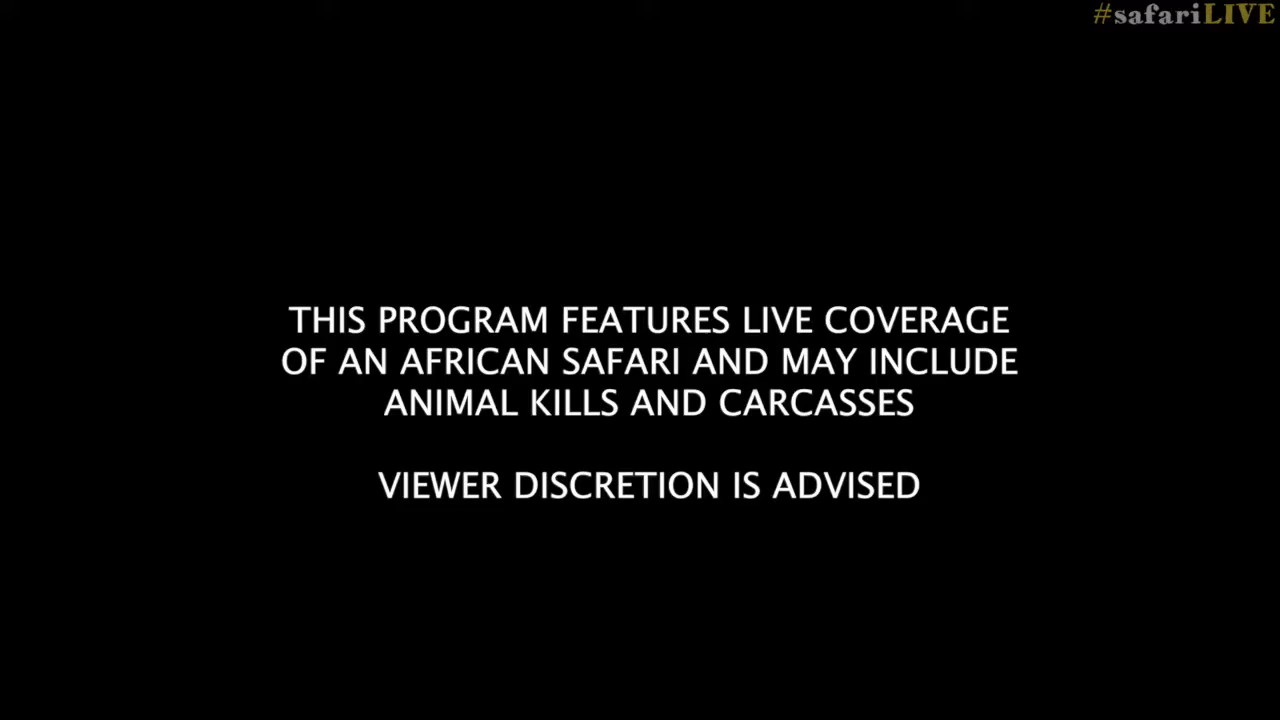 #safariLIVE
THIS PROGRAM FEATURES LIVE COVERAGE
OF AN AFRICAN SAFARI AND MAY INCLUDE
ANIMAL KILLS AND CARCASSES
VIEWER DISCRETION IS ADVISED